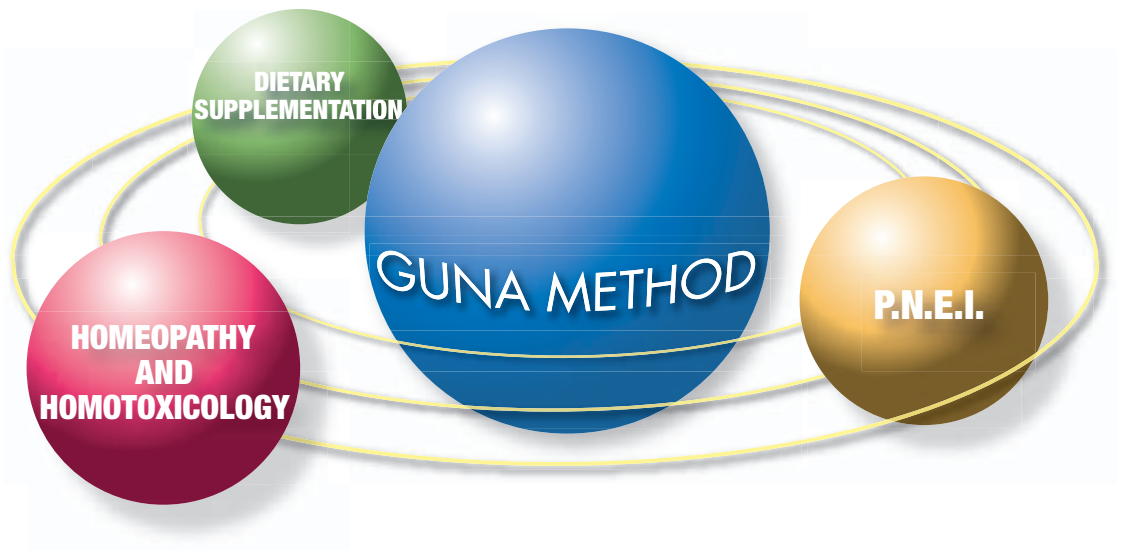 DIETARY
SUPPLEMENTATION
GUNA METHOD
P.N.E.I.
HOMEOPATHY
AND
HOMOTOXICOLOGY